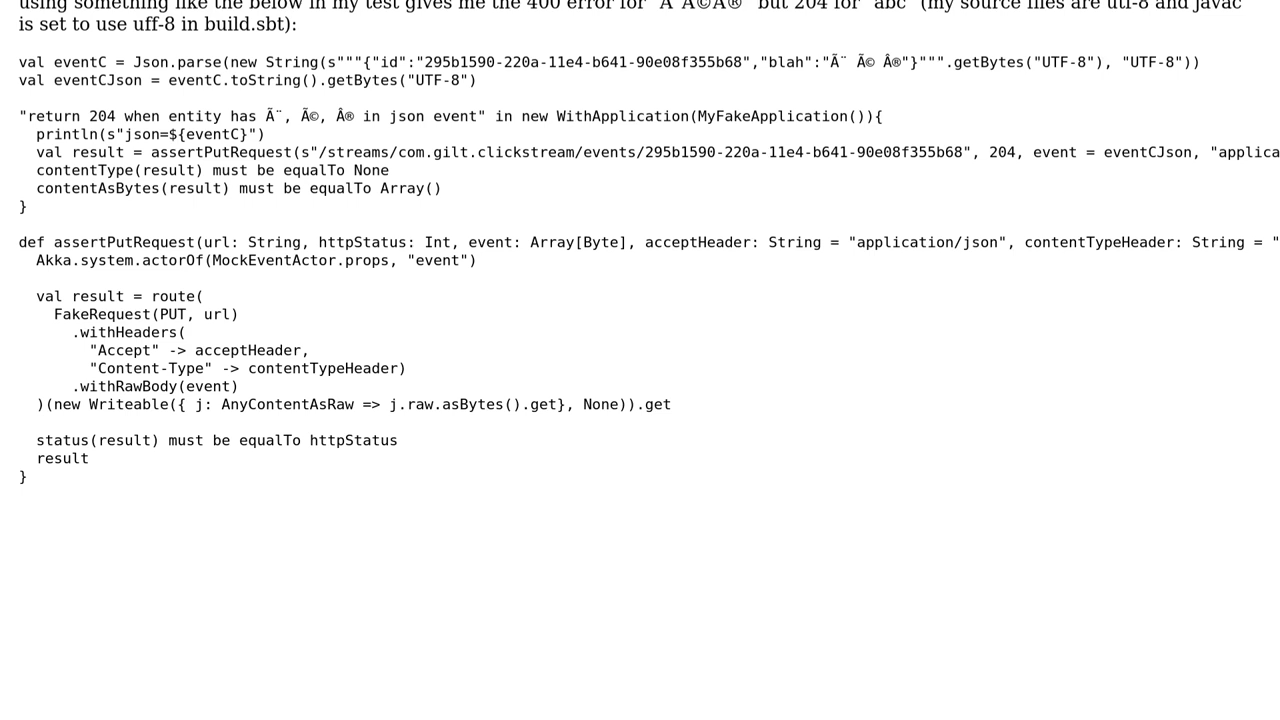 using something like the below in my test gives me the 400 error for "Ã¨Ã©Â®" but 204 for "abc" (my source files are utf-8 and javac
is set to use uff-8 in build.sbt):
val eventC = Json.parse(new String(s"""{"id":"295b1590-220a-11e4-b641-90e08f355b68","blah":"Ã¨ Ã© Â®"}""".getBytes("UTF-8"), "UTF-8"))
val eventCJson = eventC.toString().getBytes("UTF-8")
"return 204 when entity has Ã¨, Ã©, Â® in json event" in new WithApplication(MyFakeApplication()){
println(s"json=${eventC}")
val result = assertPutRequest(s"/streams/com.gilt.clickstream/events/295b1590-220a-11e4-b641-90e08f355b68", 204, event = eventCJson, "applica
contentType(result) must be equalTo None
contentAsBytes(result) must be equalTo Array()
}
def assertPutRequest(url: String, httpStatus: Int, event: Array[Byte], acceptHeader: String = "application/json", contentTypeHeader: String = "
Akka.system.actorOf(MockEventActor.props, "event")
val result = route(
FakeRequest(PUT, url)
.withHeaders(
"Accept" -> acceptHeader,
"Content-Type" -> contentTypeHeader)
.withRawBody(event)
)(new Writeable({ j: AnyContentAsRaw => j.raw.asBytes().get}, None)).get
status(result) must be equalTo httpStatus
result
}